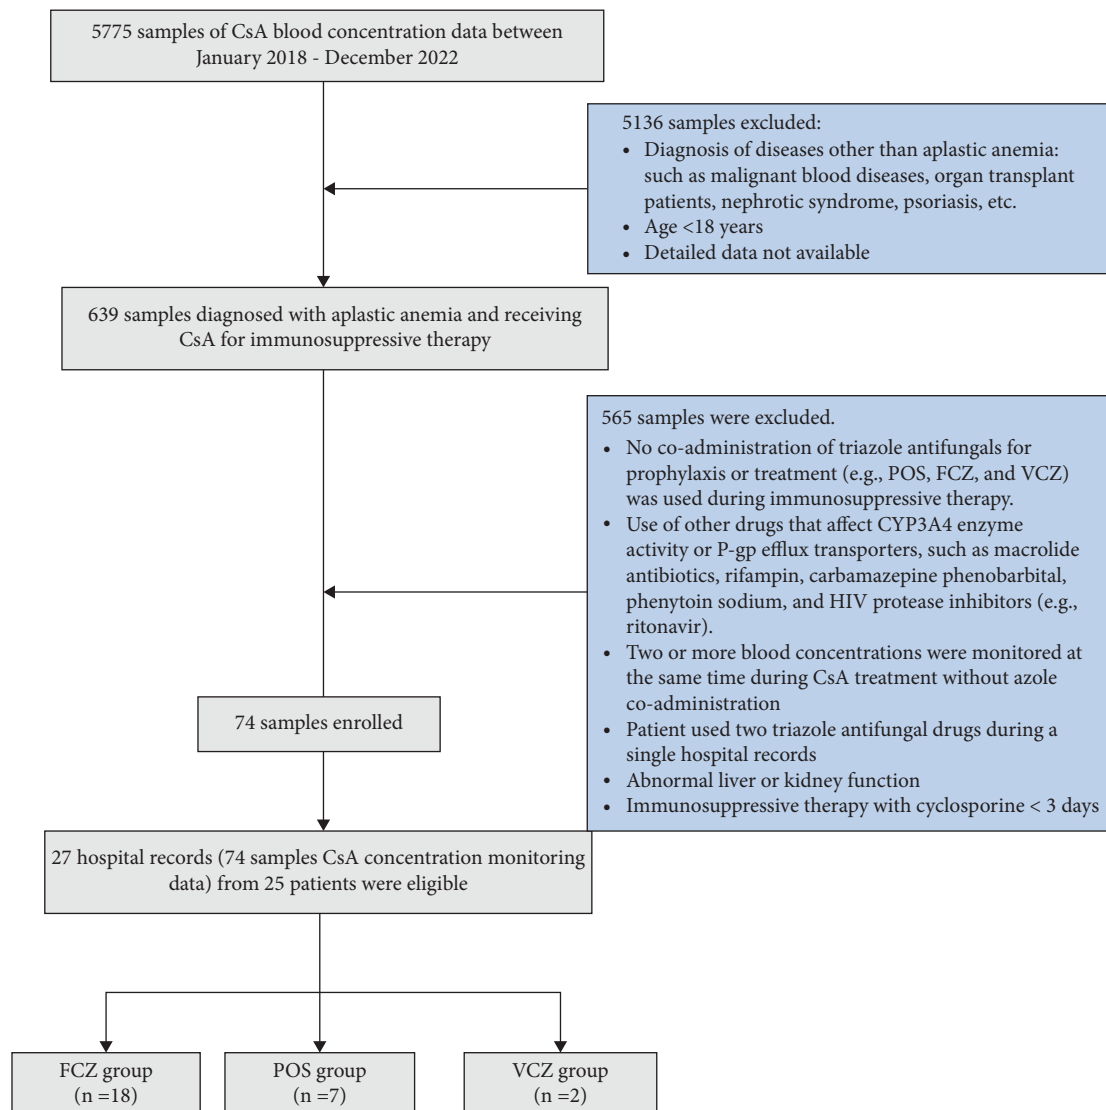 5775 samples of CsA blood concentration data between
January 2018 - December 2022
5136 samples excluded:
• Diagnosis of diseases other than aplastic anemia:
such as malignant blood diseases, organ transplant
patients, nephrotic syndrome, psoriasis, etc.
• Age <18 years
• Detailed data not available
639 samples diagnosed with aplastic anemia and receiving
CsA for immunosuppressive therapy
565 samples were excluded.
• No co-administration of triazole antifungals for
prophylaxis or treatment (e.g., POS, FCZ, and VCZ)
was used during immunosuppressive therapy.
• Use of other drugs that affect CYP3A4 enzyme
activity or P-gp efflux transporters, such as macrolide
antibiotics, rifampin, carbamazepine phenobarbital,
phenytoin sodium, and HIV protease inhibitors (e.g.,
ritonavir).
• Two or more blood concentrations were monitored at
the same time during CsA treatment without azole
co-administration
• Patient used two triazole antifungal drugs during a
single hospital records
• Abnormal liver or kidney function
• Immunosuppressive therapy with cyclosporine < 3 days
74 samples enrolled
27 hospital records (74 samples CsA concentration monitoring
data) from 25 patients were eligible
FCZ group
(n =18)
POS group
(n =7)
VCZ group
(n =2)